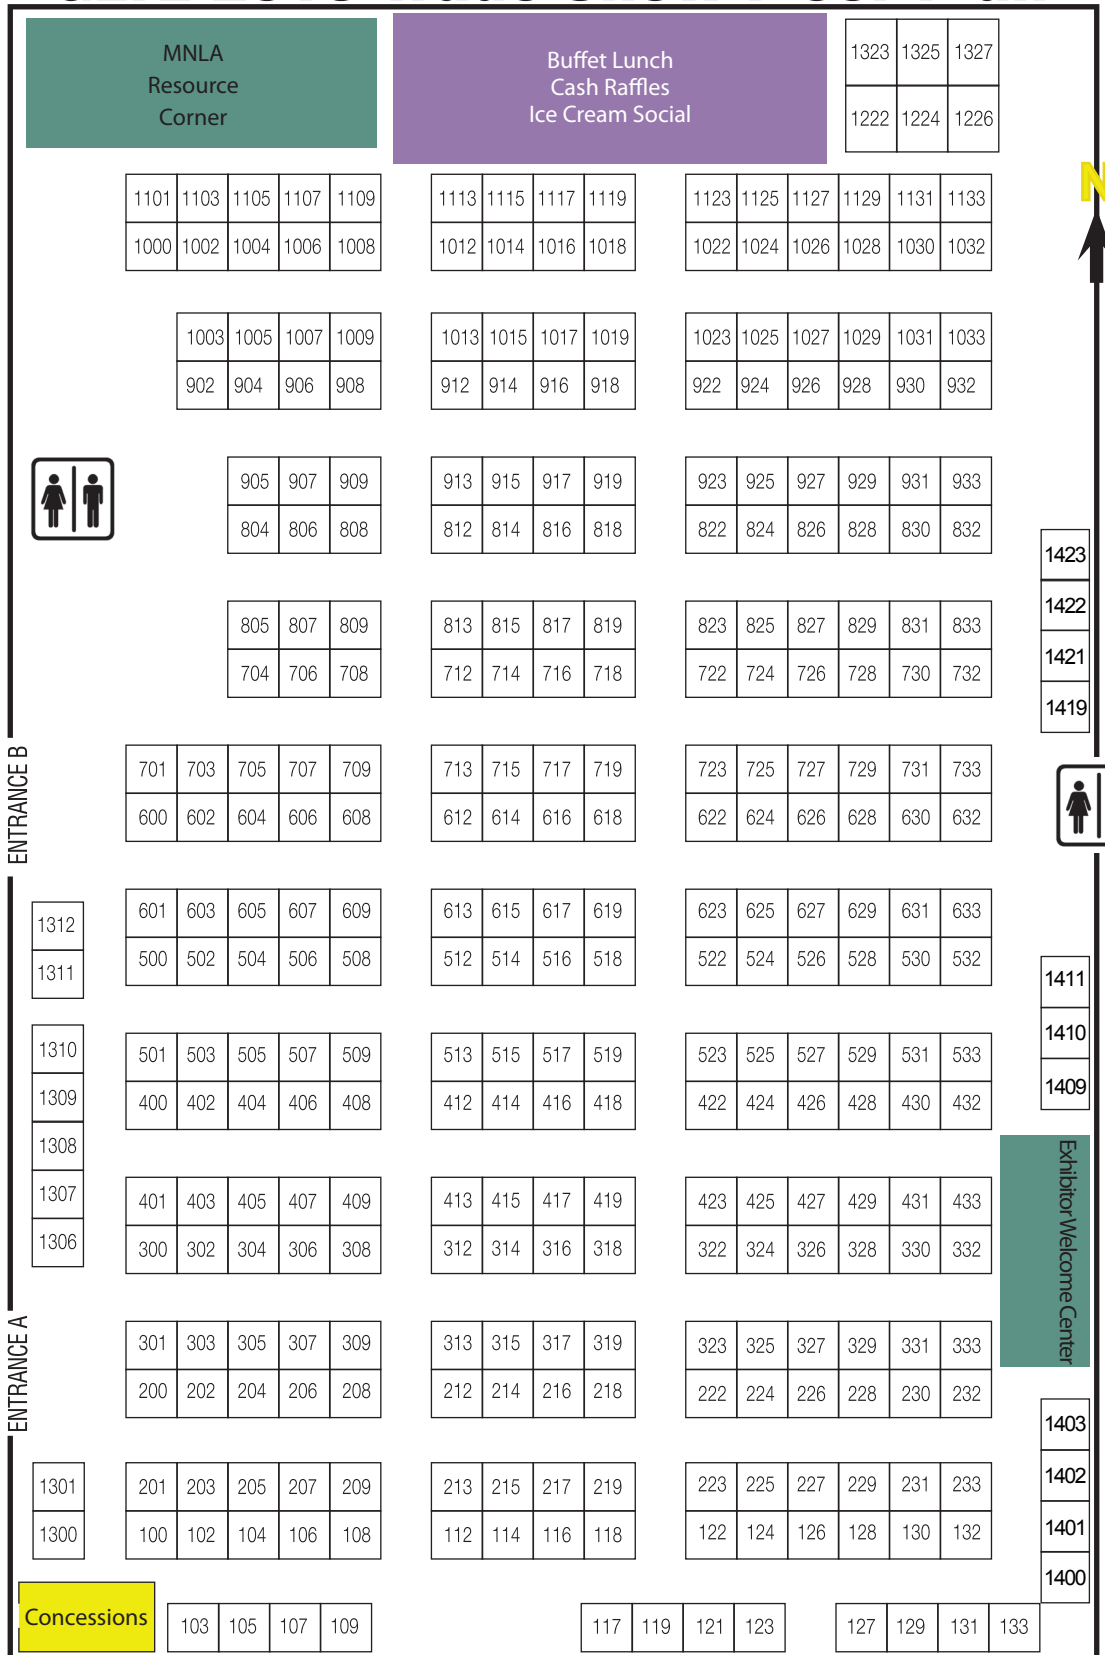 MNLA
Resource
Corner
Buffet Lunch
Cash Raffles
Ice Cream Social
1323 1325 1327
1222 1224 1226
N
1101 1103 1105 1107 1109 1113 1115 1117 1119 1123 1125 1127 1129 1131 1133
1000 1002 1004 1006 1008 1012 1014 1016 1018 1022 1024 1026 1028 1030 1032
1003 1005 1007 1009 1013 1015 1017 1019 1023 1025 1027 1029 1031 1033
902 904 906 908 912 914 916 918 922 924 926 928 930 932
905 907 909 913 915 917 919 923 925 927 929 931 933
804 806 808 812 814 816 818 822 824 826 828 830 832
1423
1422
1421
1419
805 807 809 813 815 817 819 823 825 827 829 831 833
704 706 708 712 714 716 718 722 724 726 728 730 732
ENTRANCE B
701 703 705 707 709 713 715 717 719 723 725 727 729 731 733
600 602 604 606 608 612 614 616 618 622 624 626 628 630 632
1312
1311
601 603 605 607 609 613 615 617 619 623 625 627 629 631 633
500 502 504 506 508 512 514 516 518 522 524 526 528 530 532
1411
1410
1409
1310
1309
1308
1307
1306
501 503 505 507 509 513 515 517 519 523 525 527 529 531 533
400 402 404 406 408 412 414 416 418 422 424 426 428 430 432
Exhibitor Welcome Center
401 403 405 407 409 413 415 417 419 423 425 427 429 431 433
300 302 304 306 308 312 314 316 318 322 324 326 328 330 332
ENTRANCE A
301 303 305 307 309 313 315 317 319 323 325 327 329 331 333
200 202 204 206 208 212 214 216 218 222 224 226 228 230 232
1403
1402
1401
1400
1301
1300
201 203 205 207 209 213 215 217 219 223 225 227 229 231 233
100 102 104 106 108 112 114 116 118 122 124 126 128 130 132
Concessions
103 105 107 109 117 119 121 123 127 129 131 133